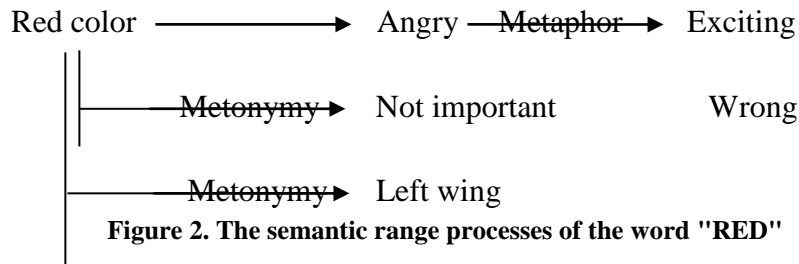 Red color Angry Metaphor Exciting
Metonymy Not important Wrong
Metonymy Left wing
Figure 2. The semantic range processes of the word "RED"